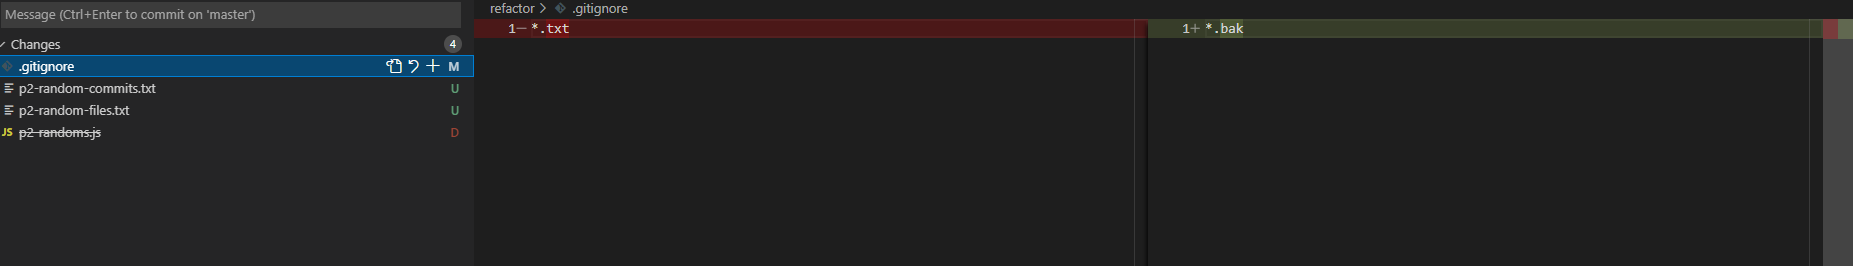 Message (Ctrl+Enter to commit on 'master')
Changes 4
.gitignore M
p2-random-commits.txt U
p2-random-files.txt U
JS p2-randoms.js D
refactor > .gitignore
1− *.txt
1+ *.bak